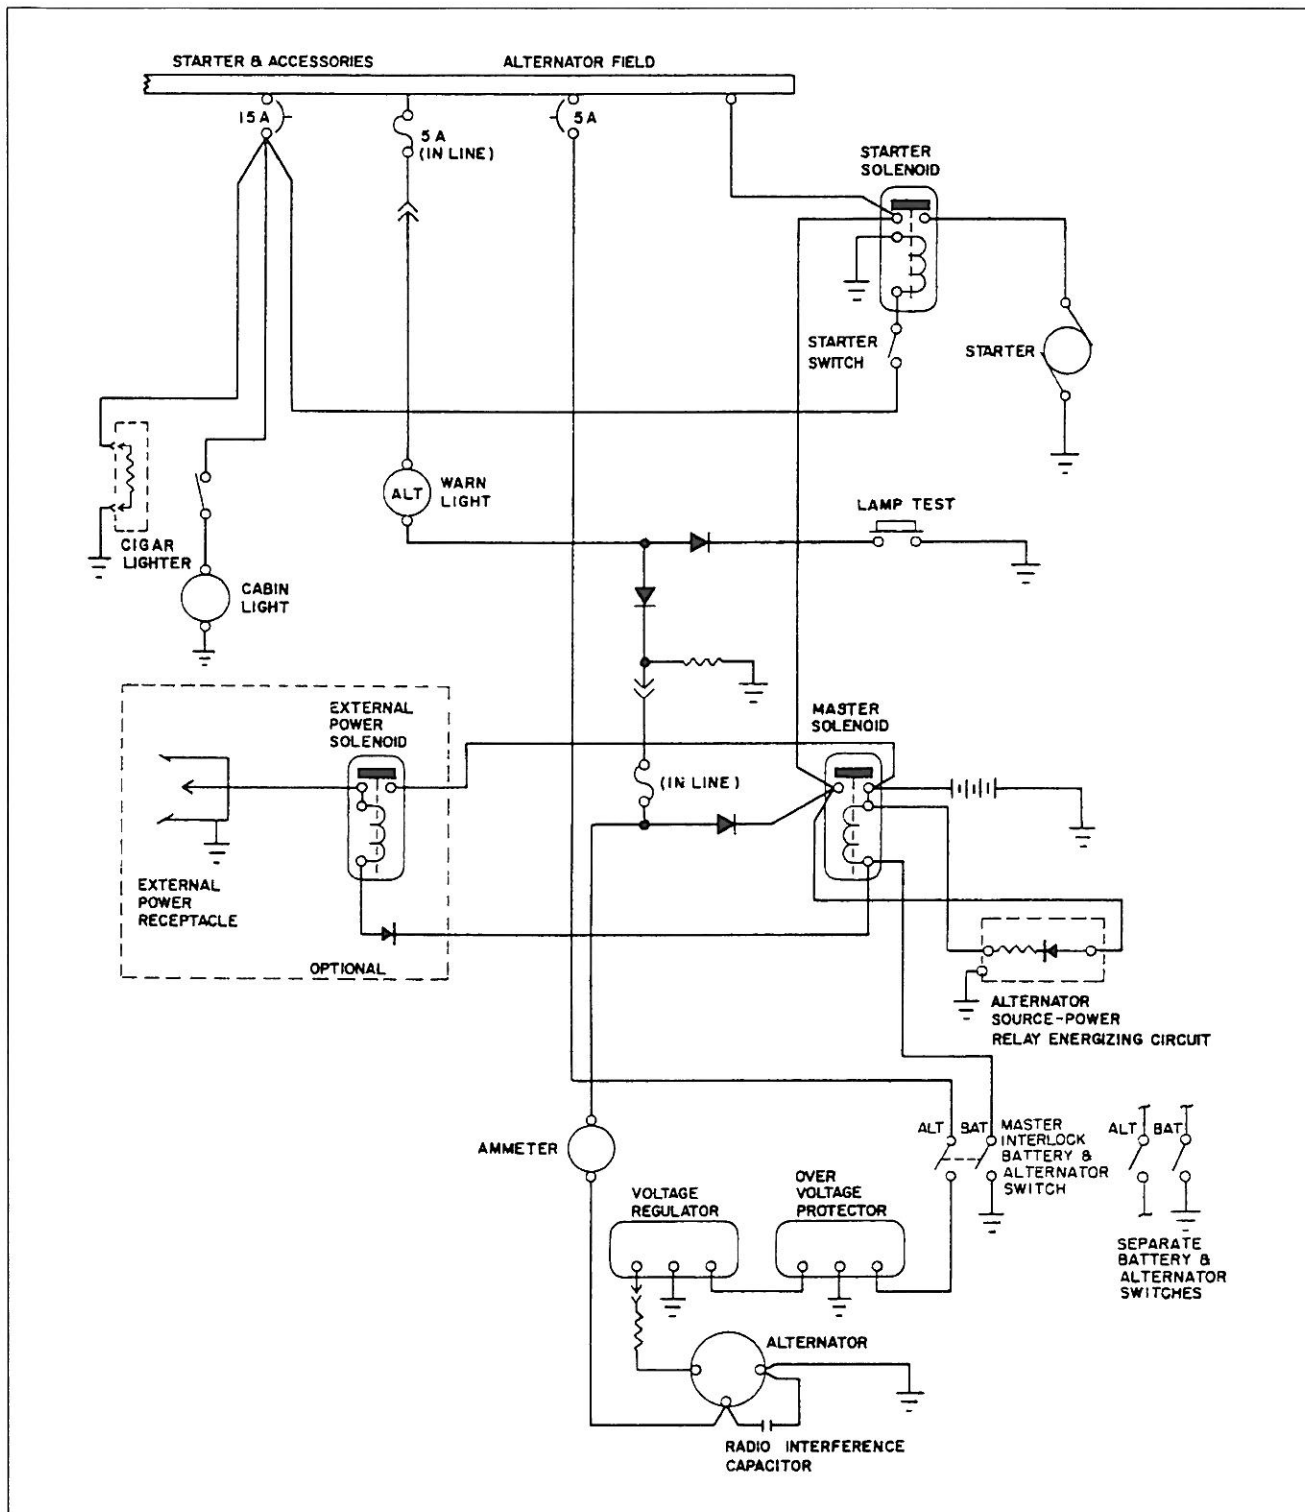 STARTER & ACCESSORIES
ALTERNATOR FIELD
15 A
5 A
(IN LINE)
5A
STARTER
SOLENOID
STARTER
SWITCH
STARTER
ALT
WARN
LIGHT
LAMP TEST
CIGAR
LIGHTER
CABIN
LIGHT
EXTERNAL
POWER
SOLENOID
MASTER
SOLENOID
(IN LINE)
EXTERNAL
POWER
RECEPTACLE
OPTIONAL
ALTERNATOR
SOURCE-POWER
RELAY ENERGIZING CIRCUIT
AMMETER
ALT
BAT
MASTER
INTERLOCK
BATTERY &
ALTERNATOR
SWITCH
ALT
BAT
SEPARATE
BATTERY &
ALTERNATOR
SWITCHES
VOLTAGE
REGULATOR
OVER
VOLTAGE
PROTECTOR
ALTERNATOR
RADIO INTERFERENCE
CAPACITOR